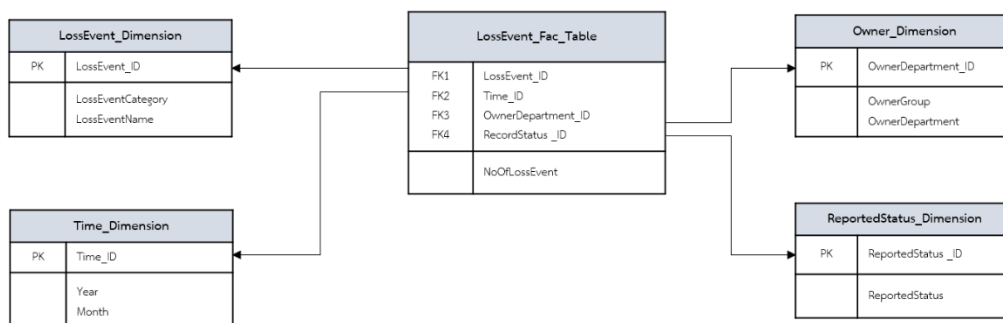 LossEvent_Dimension
PK LossEvent_ID
LossEventCategory
LossEventName
LossEvent_Fac_Table
FK1 LossEvent_ID
FK2 Time_ID
FK3 OwnerDepartment_ID
FK4 RecordStatus _ID
NoOfLossEvent
Owner_Dimension
PK OwnerDepartment_ID
OwnerGroup
OwnerDepartment
Time_Dimension
PK Time_ID
Year
Month
ReportedStatus_Dimension
PK ReportedStatus _ID
ReportedStatus